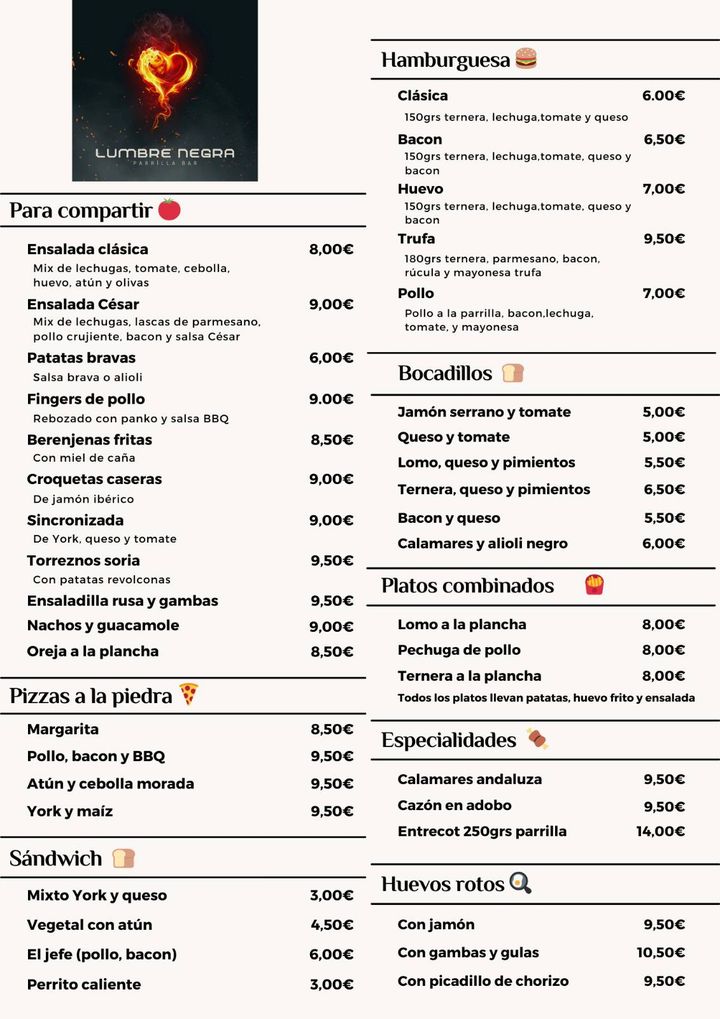 LUMBRE NEGRA
PARRILLA BAR
Para compartir
Ensalada clásica 8,00€
Mix de lechugas, tomate, cebolla,
huevo, atún y olivas
Ensalada César 9,00€
Mix de lechugas, lascas de parmesano,
pollo crujiente, bacon y salsa César
Patatas bravas 6,00€
Salsa brava o alioli
Fingers de pollo 9.00€
Rebozado con panko y salsa BBQ
Berenjenas fritas 8,50€
Con miel de caña
Croquetas caseras 9,00€
De jamón ibérico
Sincronizada 9,00€
De York, queso y tomate
Torreznos soria 9,50€
Con patatas revolconas
Ensaladilla rusa y gambas 9,50€
Nachos y guacamole 9,00€
Oreja a la plancha 8,50€
Pizzas a la piedra
Margarita 8,50€
Pollo, bacon y BBQ 9,50€
Atún y cebolla morada 9,50€
York y maíz 9,50€
Sándwich
Mixto York y queso 3,00€
Vegetal con atún 4,50€
El jefe (pollo, bacon) 6,00€
Perrito caliente 3,00€
Hamburguesa
Clásica 6.00€
150grs ternera, lechuga,tomate y queso
Bacon 6,50€
150grs ternera, lechuga,tomate, queso y
bacon
Huevo 7,00€
150grs ternera, lechuga,tomate, queso y
bacon
Trufa 9,50€
180grs ternera, parmesano, bacon,
rúcula y mayonesa trufa
Pollo 7,00€
Pollo a la parrilla, bacon,lechuga,
tomate, y mayonesa
Bocadillos
Jamón serrano y tomate 5,00€
Queso y tomate 5,00€
Lomo, queso y pimientos 5,50€
Ternera, queso y pimientos 6,50€
Bacon y queso 5,50€
Calamares y alioli negro 6,00€
Platos combinados
Lomo a la plancha 8,00€
Pechuga de pollo 8,00€
Ternera a la plancha 8,00€
Todos los platos llevan patatas, huevo frito y ensalada
Especialidades
Calamares andaluza 9,50€
Cazón en adobo 9,50€
Entrecot 250grs parrilla 14,00€
Huevos rotos
Con jamón 9,50€
Con gambas y gulas 10,50€
Con picadillo de chorizo 9,50€